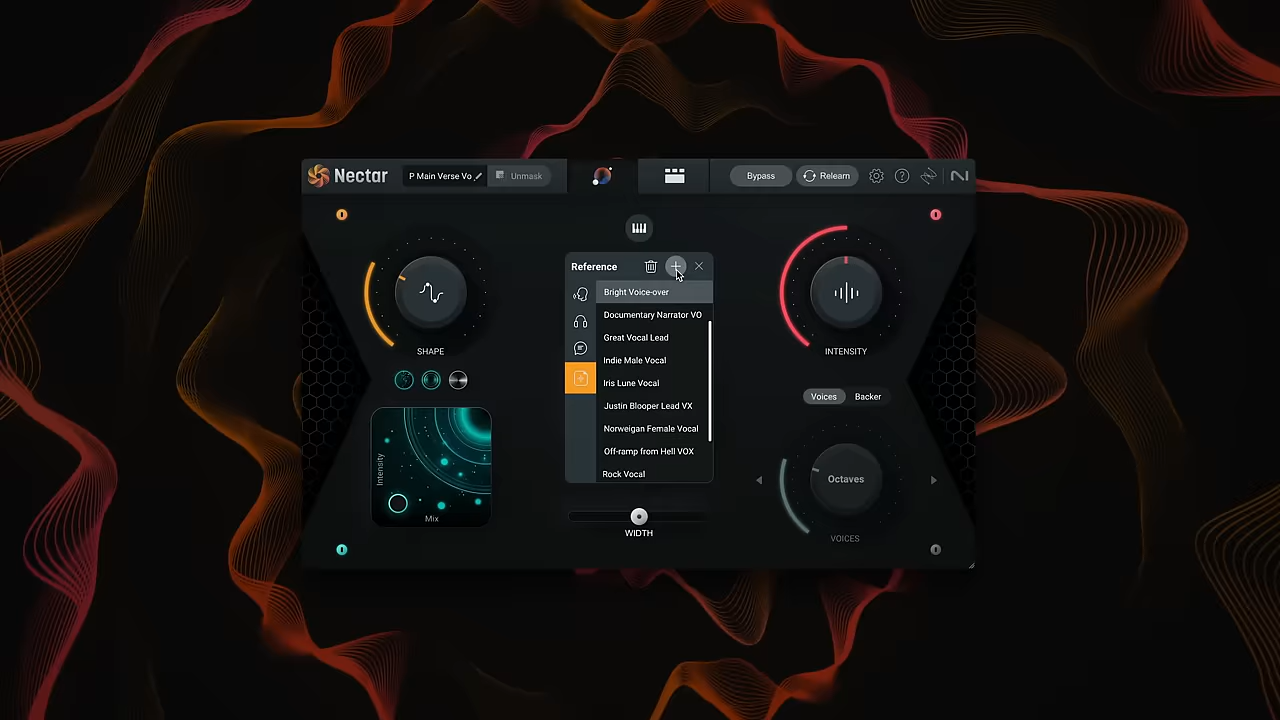 Nectar
P Main Verse Vo
Unmask
Bypass
Relearn
SHAPE
Intensity
Mix
Reference
Bright Voice-over
Documentary Narrator VO
Great Vocal Lead
Indie Male Vocal
Iris Lune Vocal
Justin Blooper Lead VX
Norweigan Female Vocal
Off-ramp from Hell VOX
Rock Vocal
WIDTH
INTENSITY
Voices
Backer
Octaves
VOICES